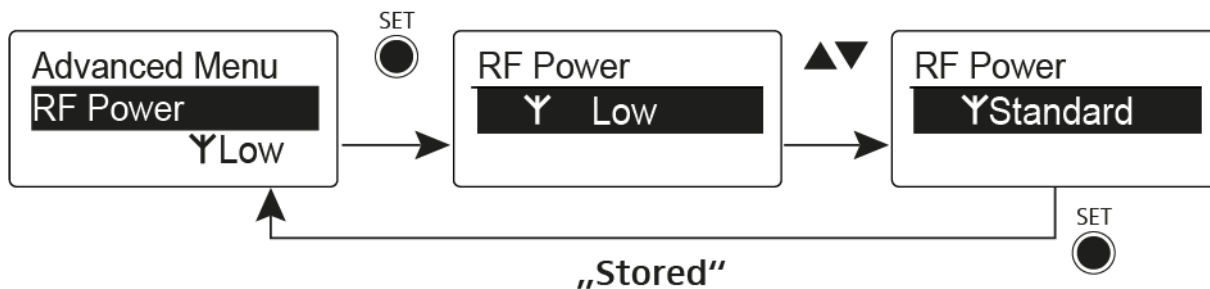 SET
Advanced Menu
RF Power
Low
RF Power
Low
RF Power
Standard
SET
„Stored“